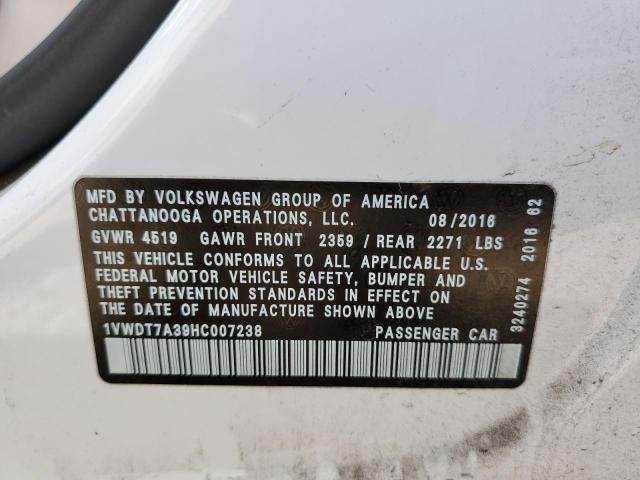 MFD BY VOLKSWAGEN GROUP OF AMERICA
CHATTANOOGA OPERATIONS, LLC. 08/2016
GVWR 4519 GAWR FRONT 2359 / REAR 2271 LBS
THIS VEHICLE CONFORMS TO ALL APPLICABLE U.S.
FEDERAL MOTOR VEHICLE SAFETY, BUMPER AND
THEFT PREVENTION STANDARDS IN EFFECT ON
THE DATE OF MANUFACTURE SHOWN ABOVE
1VWDT7A39HC007238 PASSENGER CAR
3240274 2016 62